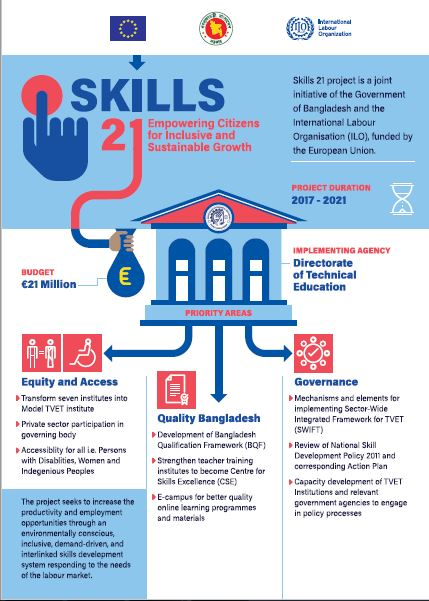 International
Labour
Organization
SKILLS
21
Empowering Citizens
for Inclusive and
Sustainable Growth
Skills 21 project is a joint
initiative of the Government
of Bangladesh and the
International Labour
Organisation (ILO), funded by
the European Union.
PROJECT DURATION
2017 - 2021
IMPLEMENTING AGENCY
Directorate
of Technical
Education
BUDGET
€21 Million
€
PRIORITY AREAS
Equity and Access
Transform seven institutes into
Model TVET Institute
Private sector participation in
governing body
Accessiblity for all i.e. Persons
with Disablities, Women and
Indegenious Peoples
The project seeks to increase the
productivity and employment
opportunities through an
environmentally conscious,
inclusive, demand-driven, and
interlinked skills development
system responding to the needs
of the labour market.
Quality Bangladesh
Development of Bangladesh
Qualification Framework (BQF)
Strengthen teacher training
institutes to become Centre for
Skills Excellence (CSE)
E-campus for better quality
online learning programmes
and materials
Governance
Mechanisms and elements for
implementing Sector-Wide
Integrated Framework for TVET
(SWIFT)
Review of National Skill
Development Policy 2011 and
corresponding Action Plan
Capacity development of TVET
Institutions and relevant
government agencies to engage
in policy processes